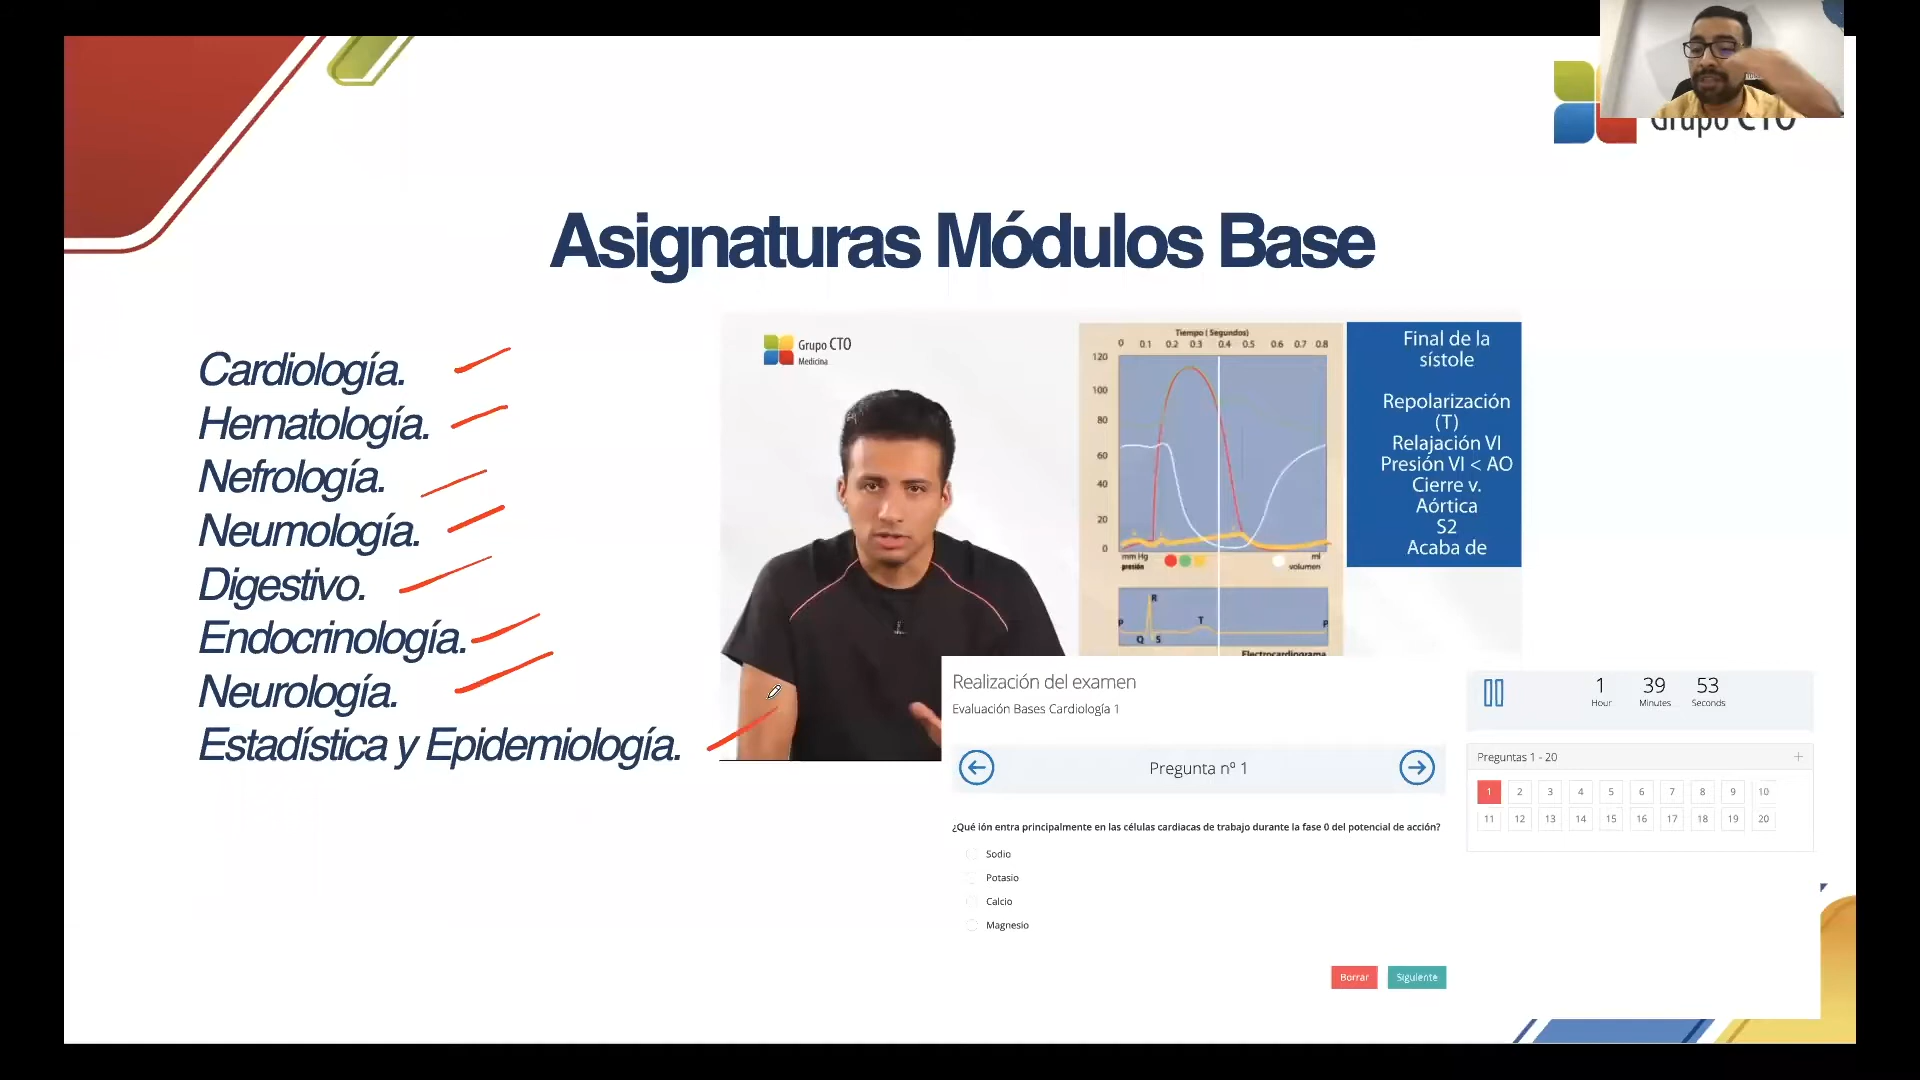 Grupo CTO
Asignaturas Módulos Base
Cardiología.
Hematología.
Nefrología.
Neumología.
Digestivo.
Endocrinología.
Neurología.
Estadística y Epidemiología.
Grupo CTO
Medicina
Tiempo ( Segundos)
0 0.1 0.2 0.3 0.4 0.5 0.6 0.7 0.8
120
100
80
60
40
20
0
mm Hg
presión
ml
volumen
P Q R S T P
Electrocardiograma
Final de la
sístole
Repolarización
(T)
Relajación VI
Presión VI < AO
Cierre v.
Aórtica
S2
Acaba de
Realización del examen
Evaluación Bases Cardiología 1
Pregunta nº 1
¿Qué ión entra principalmente en las células cardiacas de trabajo durante la fase 0 del potencial de acción?
Sodio
Potasio
Calcio
Magnesio
Borrar Siguiente
1 39 53
Hour Minutes Seconds
Preguntas 1 - 20
1 2 3 4 5 6 7 8 9 10
11 12 13 14 15 16 17 18 19 20